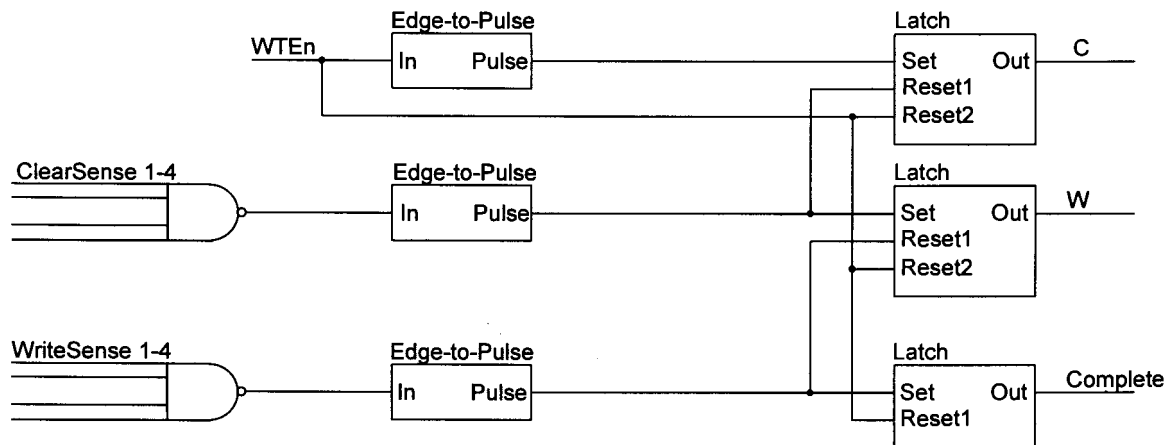 Edge-to-Pulse Latch
WTEn In Pulse Set Out C
Reset1
Reset2
ClearSense 1-4 Edge-to-Pulse Latch
In Pulse Set Out W
Reset1
Reset2
WriteSense 1-4 Edge-to-Pulse Latch
In Pulse Set Out Complete
Reset1